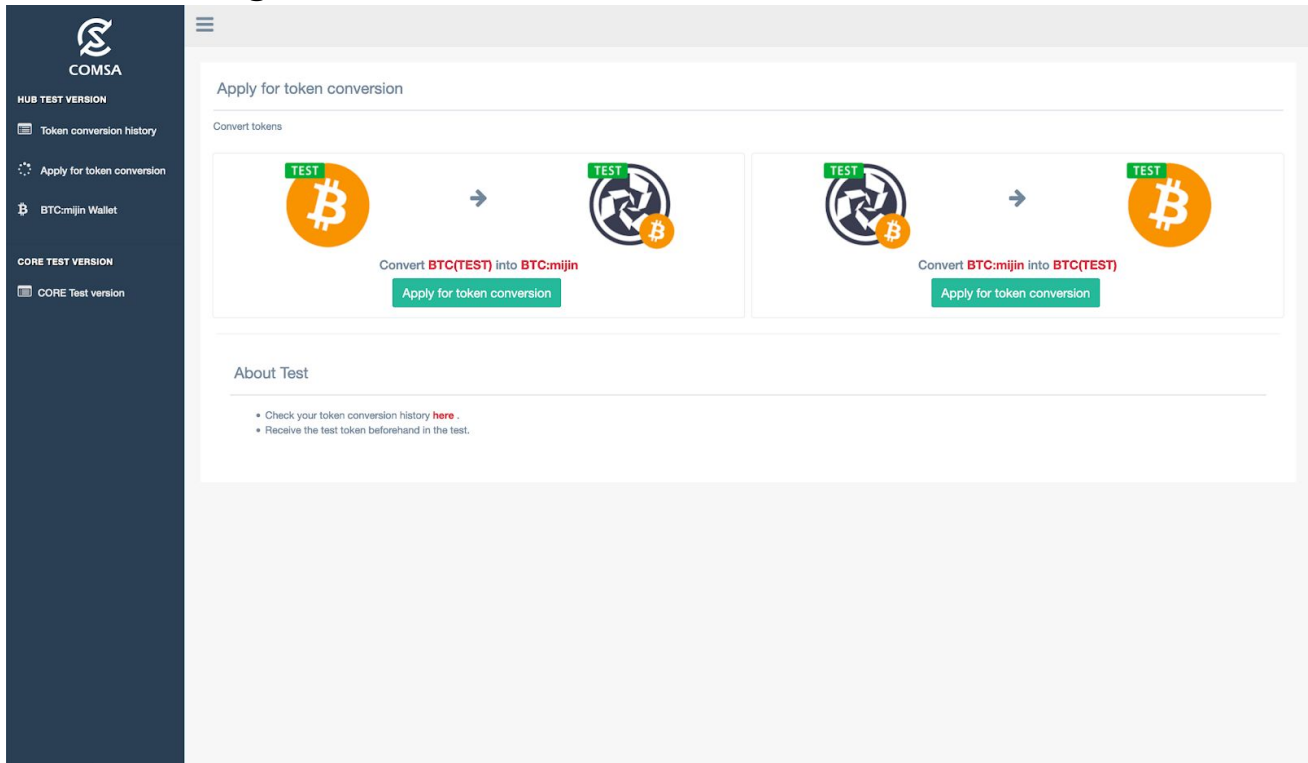 COMSA
HUB TEST VERSION
Token conversion history
Apply for token conversion
BTC:mijin Wallet
CORE TEST VERSION
CORE Test version
Apply for token conversion
Convert tokens
TEST
TEST
Convert BTC(TEST) into BTC:mijin
Apply for token conversion
TEST
TEST
Convert BTC:mijin into BTC(TEST)
Apply for token conversion
About Test
• Check your token conversion history here .
• Receive the test token beforehand in the test.